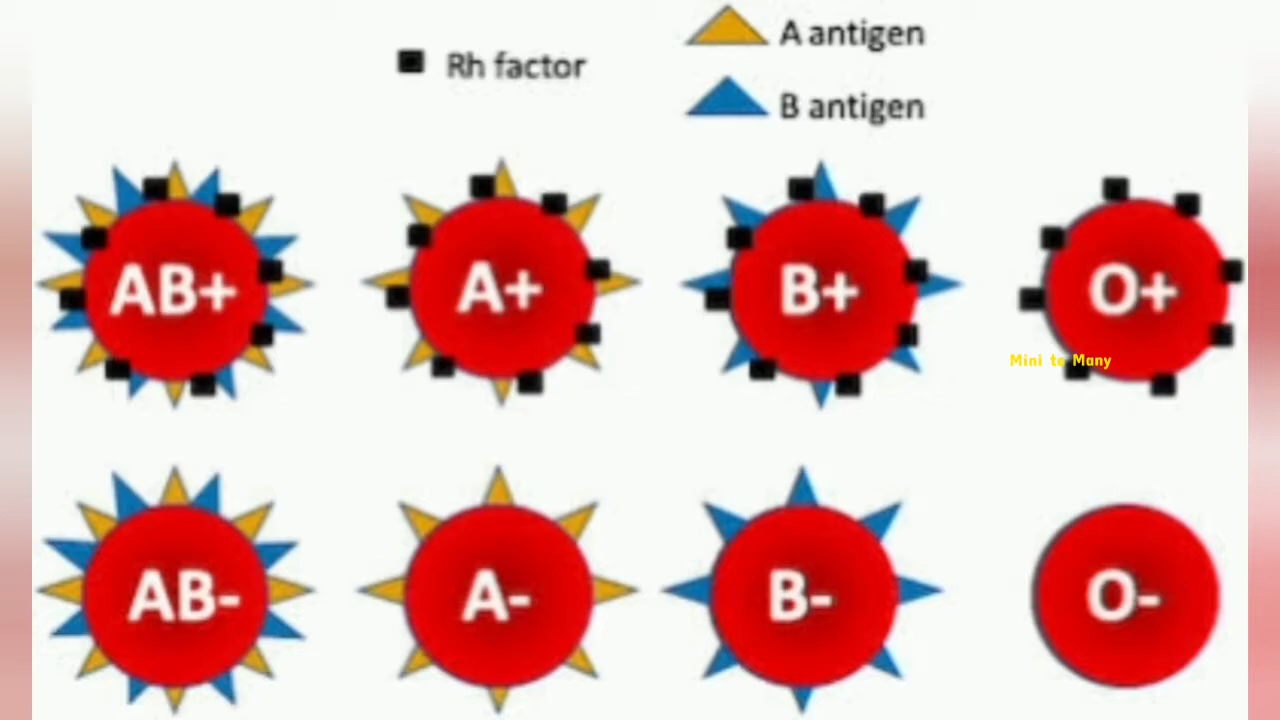 Rh factor
A antigen
B antigen
AB+
A+
B+
O+
Mini to Many
AB-
A-
B-
O-